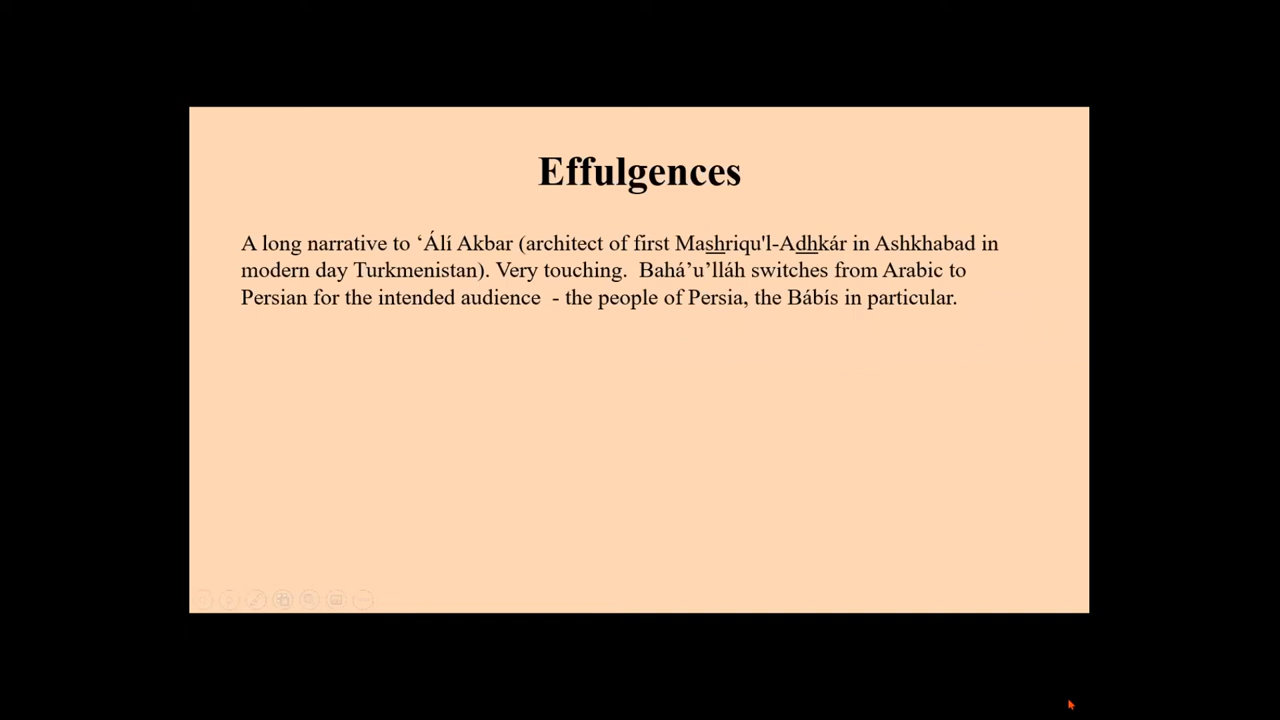 Effulgences
A long narrative to ‘Álí Akbar (architect of first Mashriqu'l-Adhkár in Ashkhabad in
modern day Turkmenistan). Very touching.  Bahá’u’lláh switches from Arabic to
Persian for the intended audience  - the people of Persia, the Bábís in particular.